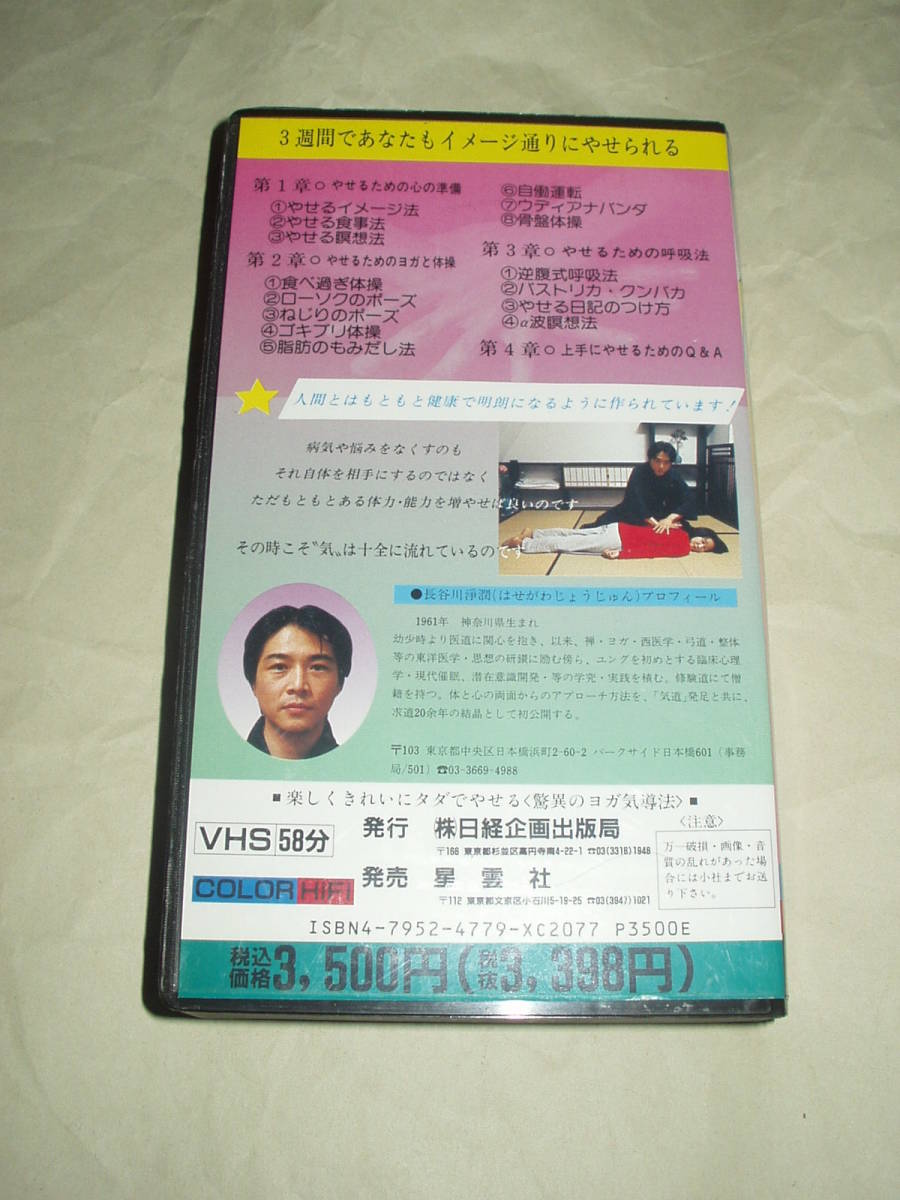 3週間であなたもイメージ通りにやせられる
第1章○やせるための心の準備
①やせるイメージ法
②やせる食事法
③やせる瞑想法
第2章○やせるためのヨガと体操
①食べ過ぎ体操
②ローソクのポーズ
③ねじりのポーズ
④ゴキブリ体操
⑤脂肪のもみだし法
⑥自働運転
⑦ウディアナバンダ
⑧骨盤体操
第3章○やせるための呼吸法
①逆腹式呼吸法
②バストリカ・クンバカ
③やせる日記のつけ方
④α波瞑想法
第4章○上手にやせるためのQ&A
人間とはもともと健康で明朗になるように作られています!
病気や悩みをなくすのも
それ自体を相手にするのではなく
ただもともとある体力・能力を増やせば良いのです
その時こそ〝気〟は十全に流れているのです
●長谷川淨潤(はせがわじょうじゅん)プロフィール
1961年 神奈川県生まれ
幼少時より医道に関心を抱き、以来、禅・ヨガ・西医学・弓道・整体
等の東洋医学・思想の研鑚に励む傍ら、ユングを初めとする臨床心理
学・現代催眠、潜在意識開発・等の学究・実践を積む。修験道にて僧
籍を持つ。体と心の両面からのアプローチ方法を、「気道」発足と共に、
求道20余年の結晶として初公開する。
〒103 東京都中央区日本橋浜町2-60-2 パークサイド日本橋601(事務
局/501) ☎03-3669-4988
■楽しくきれいにタダでやせる〈驚異のヨガ気導法〉■
VHS 58分
COLOR HiFi
発行 ㈱日経企画出版局
〒166 東京都杉並区高円寺南4-22-1 ☎03(3318)1946
発売 星雲社
〒112 東京都文京区小石川5-19-25 ☎03(3947)1021
〈注意〉
万一破損・画像・音
質の乱れがあった場
合には小社までお送
り下さい。
ISBN4-7952-4779-XC2077 P3500E
税込価格3,500円(税抜3,398円)